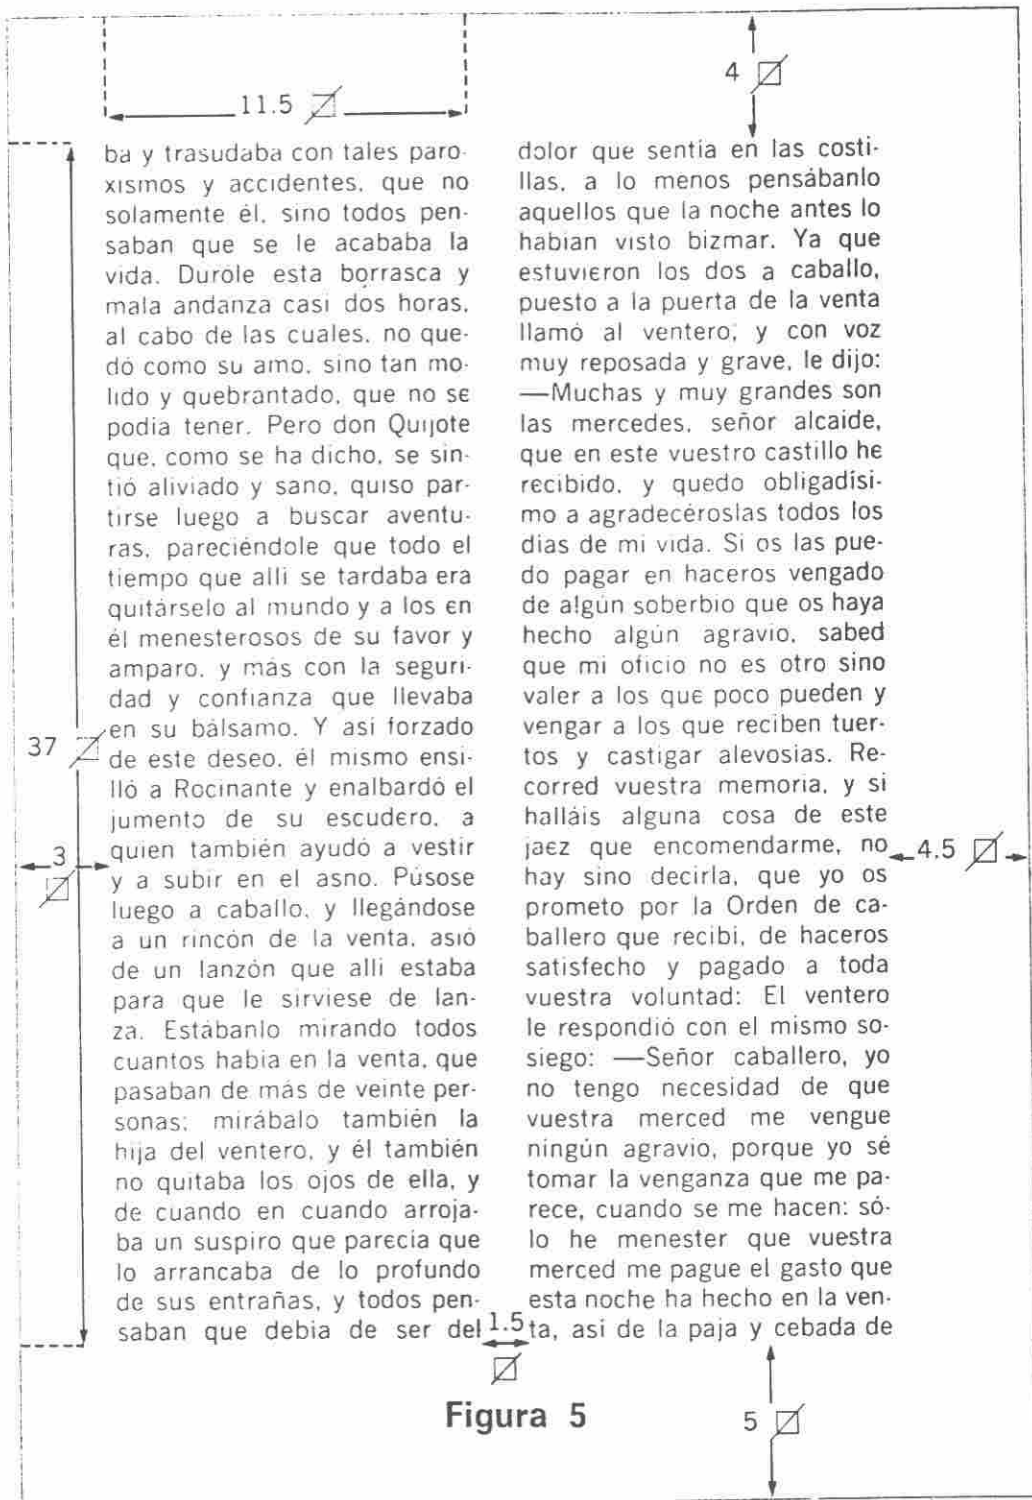 4
11.5
ba y trasudaba con tales paro-
xismos y accidentes, que no
solamente él, sino todos pen-
saban que se le acababa la
vida. Duróle esta borrasca y
mala andanza casi dos horas,
al cabo de las cuales, no que-
dó como su amo, sino tan mo-
lido y quebrantado, que no se
podía tener. Pero don Quijote
que, como se ha dicho, se sin-
tió aliviado y sano, quiso par-
tirse luego a buscar aventu-
ras, pareciéndole que todo el
tiempo que allí se tardaba era
quitárselo al mundo y a los en
él menesterosos de su favor y
amparo, y más con la seguri-
dad y confianza que llevaba
en su bálsamo. Y así forzado
de este deseo, él mismo ensi-
lló a Rocinante y enalbardó el
jumento de su escudero, a
quien también ayudó a vestir
y a subir en el asno. Púsose
luego a caballo, y llegándose
a un rincón de la venta, asió
de un lanzón que allí estaba
para que le sirviese de lan-
za. Estábanlo mirando todos
cuantos había en la venta, que
pasaban de más de veinte per-
sonas; mirábalo también la
hija del ventero, y él también
no quitaba los ojos de ella, y
de cuando en cuando arroja-
ba un suspiro que parecía que
lo arrancaba de lo profundo
de sus entrañas, y todos pen-
saban que debía de ser del
37
3
dolor que sentía en las costi-
llas, a lo menos pensábanlo
aquellos que la noche antes lo
habían visto bizmar. Ya que
estuvieron los dos a caballo,
puesto a la puerta de la venta
llamó al ventero; y con voz
muy reposada y grave, le dijo:
—Muchas y muy grandes son
las mercedes, señor alcaide,
que en este vuestro castillo he
recibido, y quedo obligadísi-
mo a agradecéroslas todos los
días de mi vida. Si os las pue-
do pagar en haceros vengado
de algún soberbio que os haya
hecho algún agravio, sabed
que mi oficio no es otro sino
valer a los que poco pueden y
vengar a los que reciben tuer-
tos y castigar alevosías. Re-
corred vuestra memoria, y si
halláis alguna cosa de este
jaez que encomendarme, no
hay sino decirla, que yo os
prometo por la Orden de ca-
ballero que recibí, de haceros
satisfecho y pagado a toda
vuestra voluntad: El ventero
le respondió con el mismo so-
siego: —Señor caballero, yo
no tengo necesidad de que
vuestra merced me vengue
ningún agravio, porque yo sé
tomar la venganza que me pa-
rece, cuando se me hacen: só-
lo he menester que vuestra
merced me pague el gasto que
esta noche ha hecho en la ven-
ta, así de la paja y cebada de
4.5
1.5
Figura 5
5